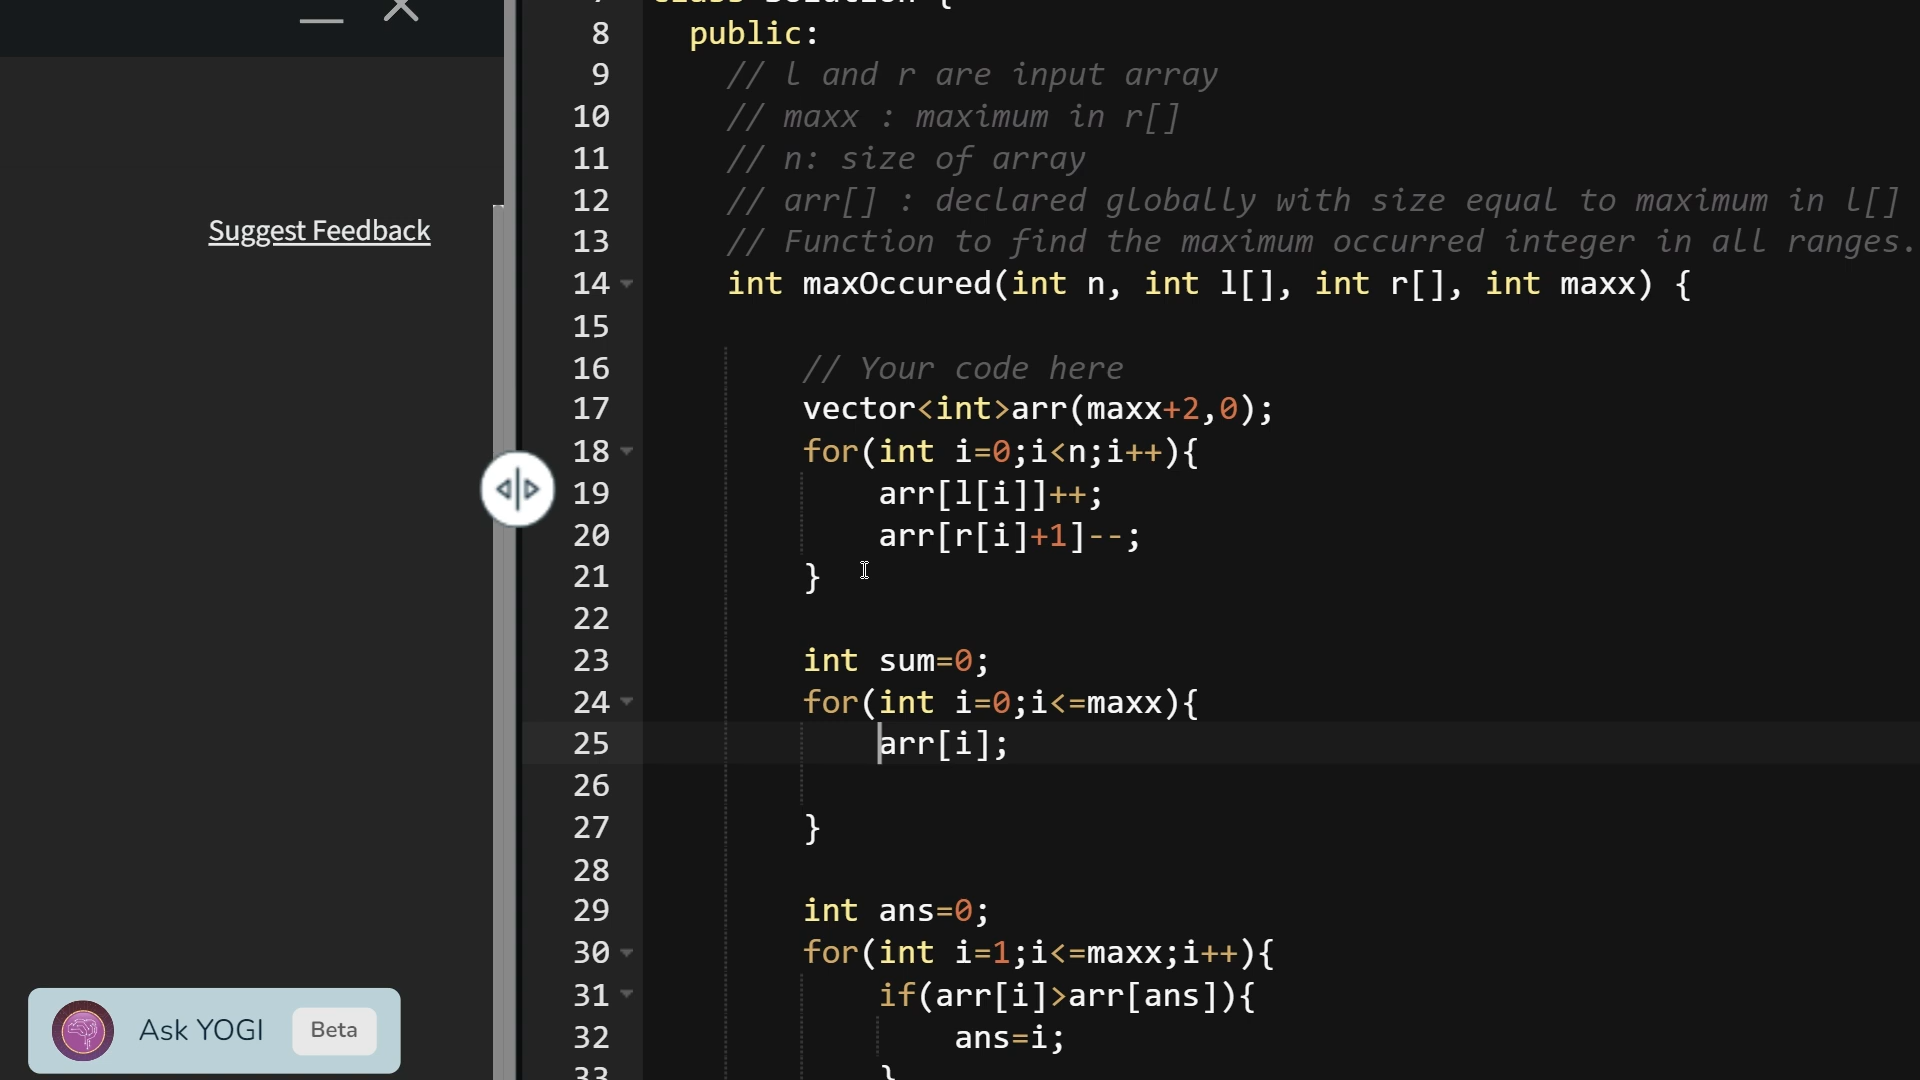 Suggest Feedback
Ask YOGI Beta
class Solution {
8 public:
9 // l and r are input array
10 // maxx : maximum in r[]
11 // n: size of array
12 // arr[] : declared globally with size equal to maximum in l[]
13 // Function to find the maximum occurred integer in all ranges.
14 int maxOccured(int n, int l[], int r[], int maxx) {
15
16 // Your code here
17 vector<int>arr(maxx+2,0);
18 for(int i=0;i<n;i++){
19 arr[l[i]]++;
20 arr[r[i]+1]--;
21 }
22
23 int sum=0;
24 for(int i=0;i<=maxx){
25 arr[i];
26
27 }
28
29 int ans=0;
30 for(int i=1;i<=maxx;i++){
31 if(arr[i]>arr[ans]){
32 ans=i;
33 }